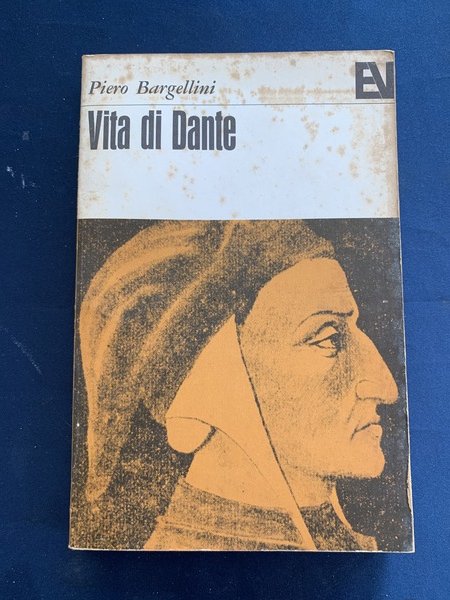 Piero Bargellini
EV
Vita di Dante